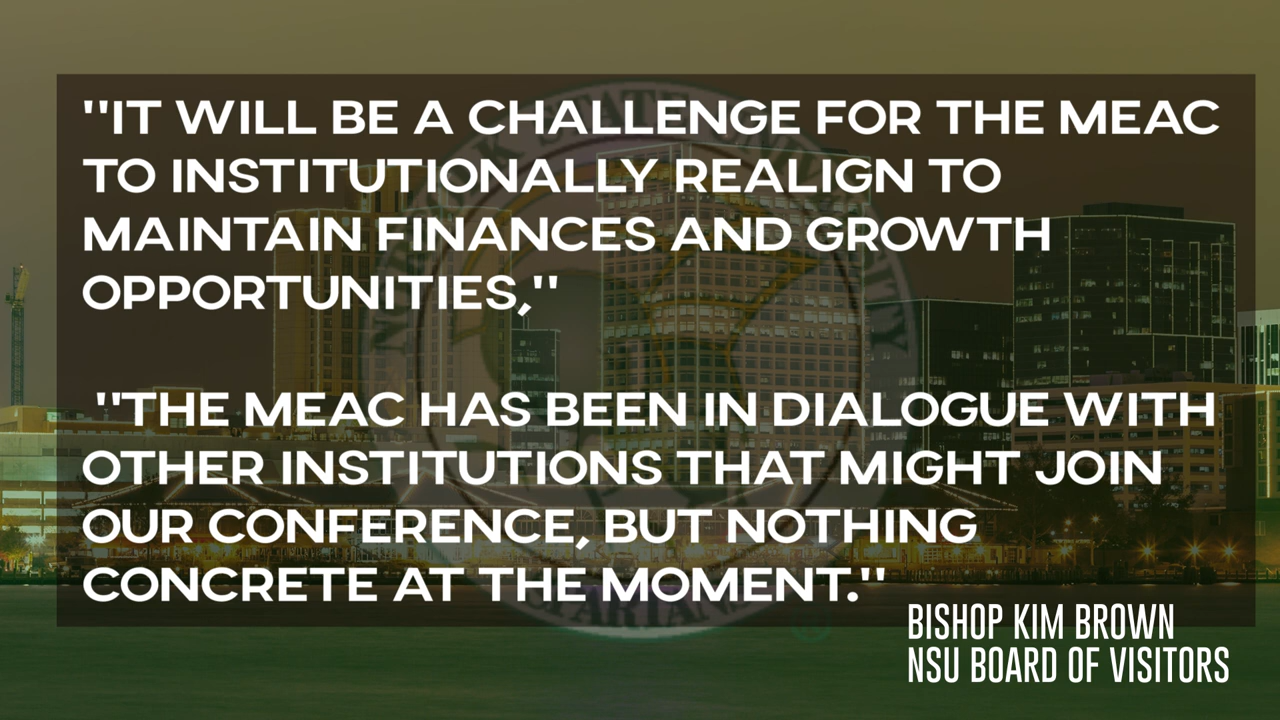 "IT WILL BE A CHALLENGE FOR THE MEAC
TO INSTITUTIONALLY REALIGN TO
MAINTAIN FINANCES AND GROWTH
OPPORTUNITIES,"
"THE MEAC HAS BEEN IN DIALOGUE WITH
OTHER INSTITUTIONS THAT MIGHT JOIN
OUR CONFERENCE, BUT NOTHING
CONCRETE AT THE MOMENT."
BISHOP KIM BROWN
NSU BOARD OF VISITORS